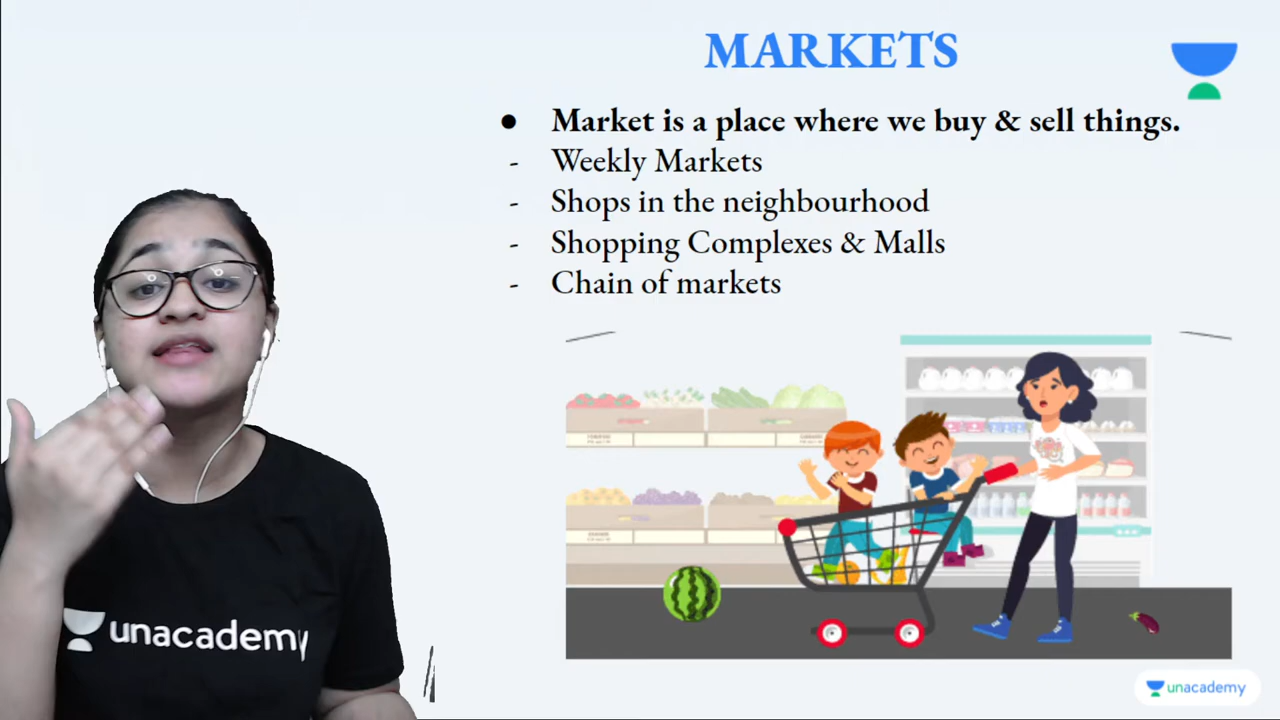 MARKETS
● Market is a place where we buy & sell things.
- Weekly Markets
- Shops in the neighbourhood
- Shopping Complexes & Malls
- Chain of markets
unacademy
unacademy